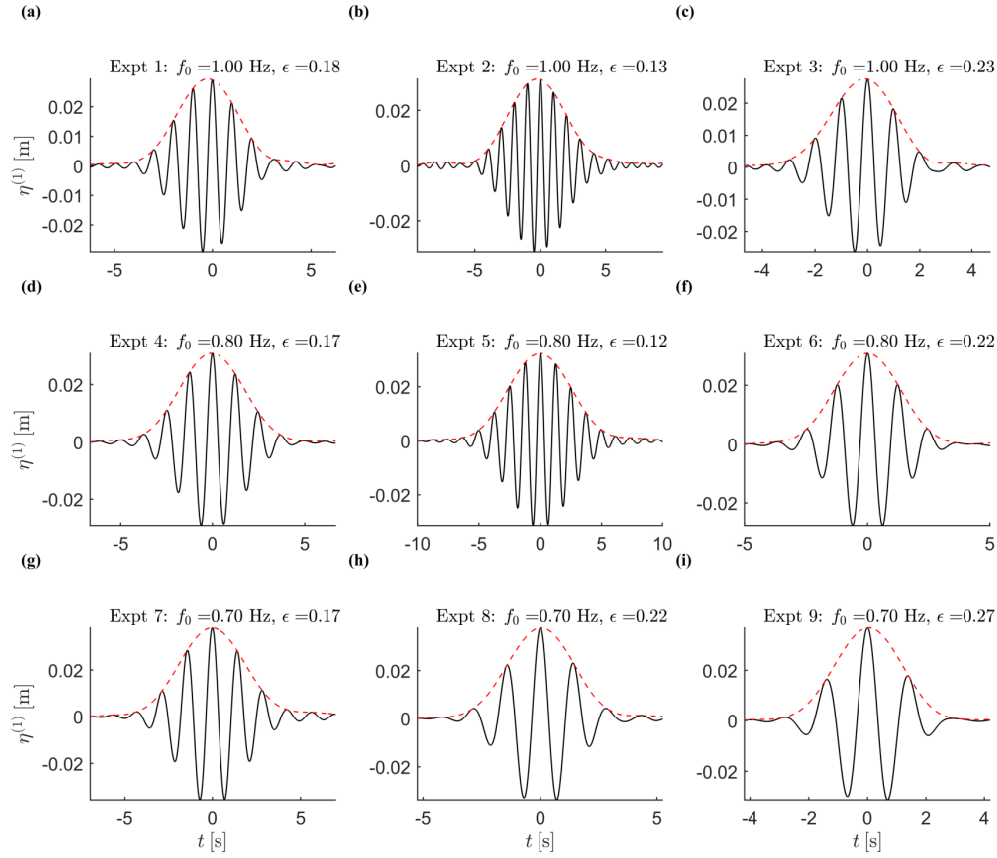 (a)
(b)
(c)
Expt 1: f₀ =1.00 Hz, ϵ =0.18
Expt 2: f₀ =1.00 Hz, ϵ =0.13
Expt 3: f₀ =1.00 Hz, ϵ =0.23
η⁽¹⁾ [m]
0.02
0.01
0
-0.01
-0.02
-5
0
5
0.02
0
-0.02
-5
0
5
0.02
0.01
0
-0.01
-0.02
-4
-2
0
2
4
(d)
(e)
(f)
Expt 4: f₀ =0.80 Hz, ϵ =0.17
Expt 5: f₀ =0.80 Hz, ϵ =0.12
Expt 6: f₀ =0.80 Hz, ϵ =0.22
η⁽¹⁾ [m]
0.02
0
-0.02
-5
0
5
0.02
0
-0.02
-10
-5
0
5
10
0.02
0
-0.02
-5
0
5
(g)
(h)
(i)
Expt 7: f₀ =0.70 Hz, ϵ =0.17
Expt 8: f₀ =0.70 Hz, ϵ =0.22
Expt 9: f₀ =0.70 Hz, ϵ =0.27
η⁽¹⁾ [m]
0.02
0
-0.02
-5
0
5
t [s]
0.02
0
-0.02
-5
0
5
t [s]
0.02
0
-0.02
-4
-2
0
2
4
t [s]